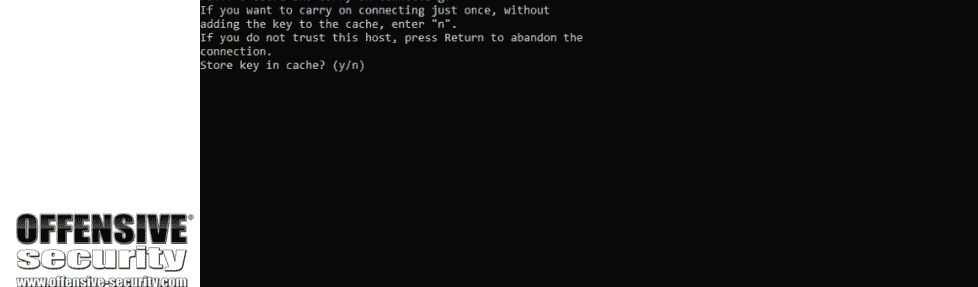 If you want to carry on connecting just once, without
adding the key to the cache, enter "n".
If you do not trust this host, press Return to abandon the
connection.
Store key in cache? (y/n)
OFFENSIVE®
security
www.offensive-security.com